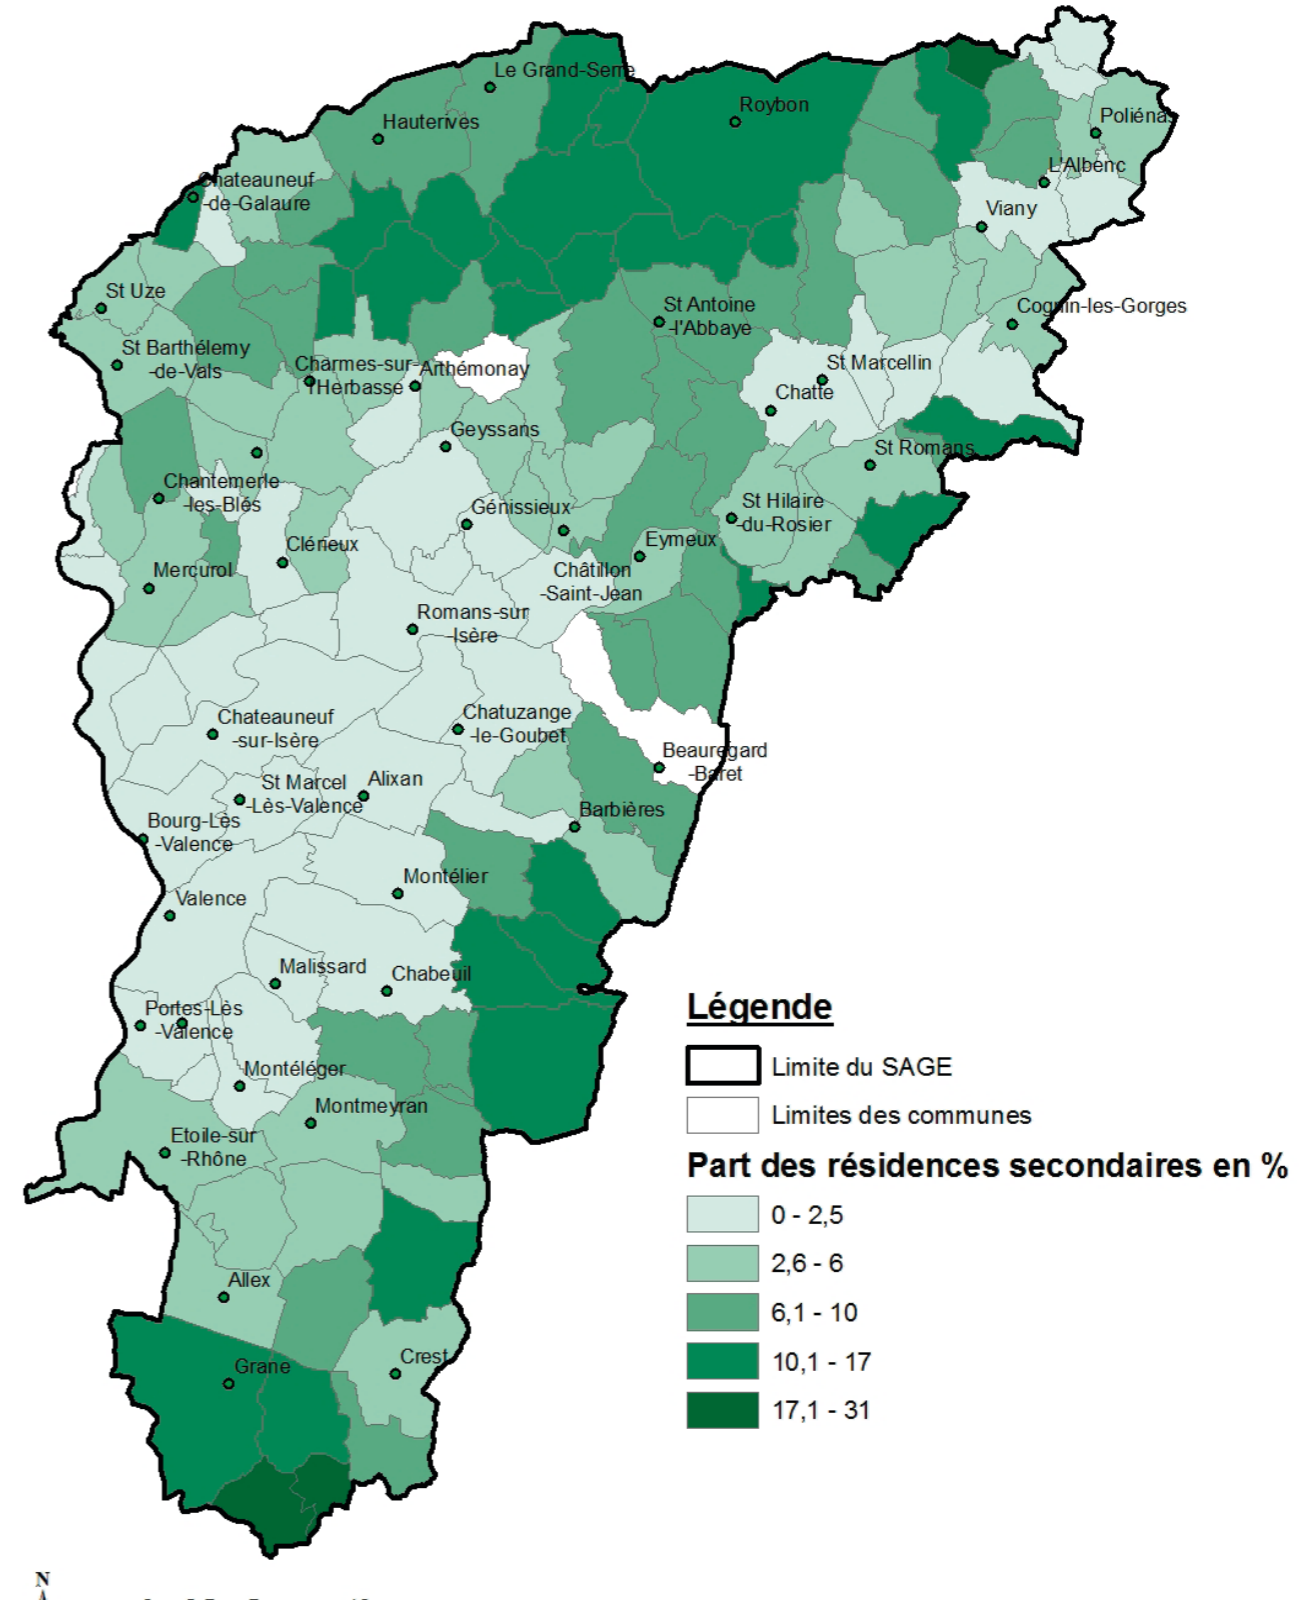 Le Grand-Serre
Roybon
Hauterives
Poliénas
L'Albenc
Chateauneuf
-de-Galaure
Viany
St Uze
St Antoine
-l'Abbaye
Cognin-les-Gorges
St Barthélemy
-de-Vals
Charmes-sur-
l'Herbasse
Arthémonay
St Marcellin
Chatte
Geyssans
St Romans
Chantemerle
-les-Blés
Génissieux
St Hilaire
-du-Rosier
Clérieux
Eymeux
Mercurol
Châtillon
-Saint-Jean
Romans-sur
-Isère
Chateauneuf
-sur-Isère
Chatuzange
-le-Goubet
Beauregard
-Baret
St Marcel
-Lès-Valence
Alixan
Bourg-Lès
-Valence
Barbières
Montélier
Valence
Malissard
Chabeuil
Portes-Lès
-Valence
Montéléger
Montmeyran
Etoile-sur
-Rhône
Allex
Crest
Grane
Légende
Limite du SAGE
Limites des communes
Part des résidences secondaires en %
0 - 2,5
2,6 - 6
6,1 - 10
10,1 - 17
17,1 - 31
N